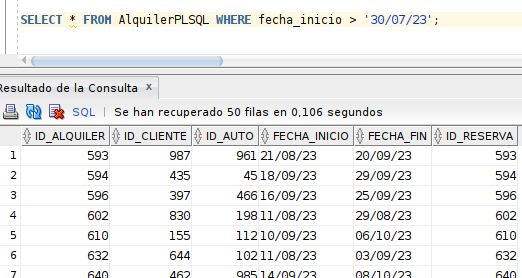 SELECT * FROM AlquilerPLSQL WHERE fecha_inicio > '30/07/23';
Resultado de la Consulta x
SQL | Se han recuperado 50 filas en 0,106 segundos
ID_ALQUILER ID_CLIENTE ID_AUTO FECHA_INICIO FECHA_FIN ID_RESERVA
1 593 987 961 21/08/23 20/09/23 593
2 594 435 45 18/09/23 29/09/23 594
3 596 397 466 16/09/23 25/09/23 596
4 602 830 198 11/08/23 29/08/23 602
5 610 155 112 10/09/23 06/10/23 610
6 632 644 102 11/08/23 03/09/23 632
7 640 462 985 14/09/23 08/10/23 640